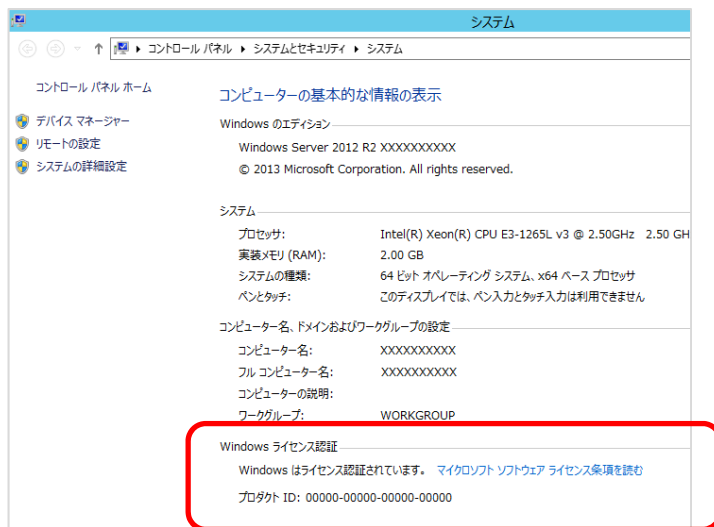 システム
コントロール パネル ▸ システムとセキュリティ ▸ システム
コントロール パネル ホーム
デバイス マネージャー
リモートの設定
システムの詳細設定
コンピューターの基本的な情報の表示
Windows のエディション
Windows Server 2012 R2 XXXXXXXXXX
© 2013 Microsoft Corporation. All rights reserved.
システム
プロセッサ: Intel(R) Xeon(R) CPU E3-1265L v3 @ 2.50GHz 2.50 GH
実装メモリ (RAM): 2.00 GB
システムの種類: 64 ビット オペレーティング システム、x64 ベース プロセッサ
ペンとタッチ: このディスプレイでは、ペン入力とタッチ入力は利用できません
コンピューター名、ドメインおよびワークグループの設定
コンピューター名: XXXXXXXXXX
フル コンピューター名: XXXXXXXXXX
コンピューターの説明:
ワークグループ: WORKGROUP
Windows ライセンス認証
Windows はライセンス認証されています。 マイクロソフト ソフトウェア ライセンス条項を読む
プロダクト ID: 00000-00000-00000-00000